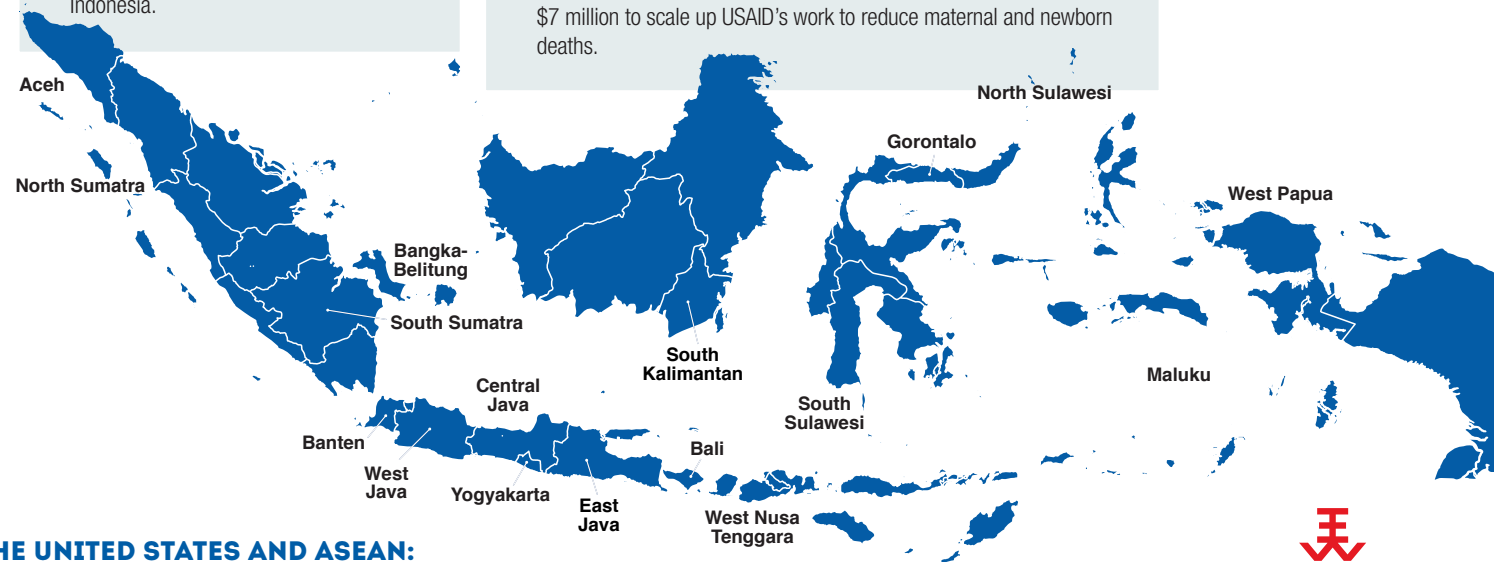 Indonesia.
$7 million to scale up USAID’s work to reduce maternal and newborn
deaths.
Aceh
North Sulawesi
Gorontalo
North Sumatra
West Papua
Bangka-
Belitung
South Sumatra
South
Kalimantan
Maluku
Central
Java
South
Sulawesi
Banten
Bali
West
Java
Yogyakarta
East
Java
West Nusa
Tenggara
HE UNITED STATES AND ASEAN: